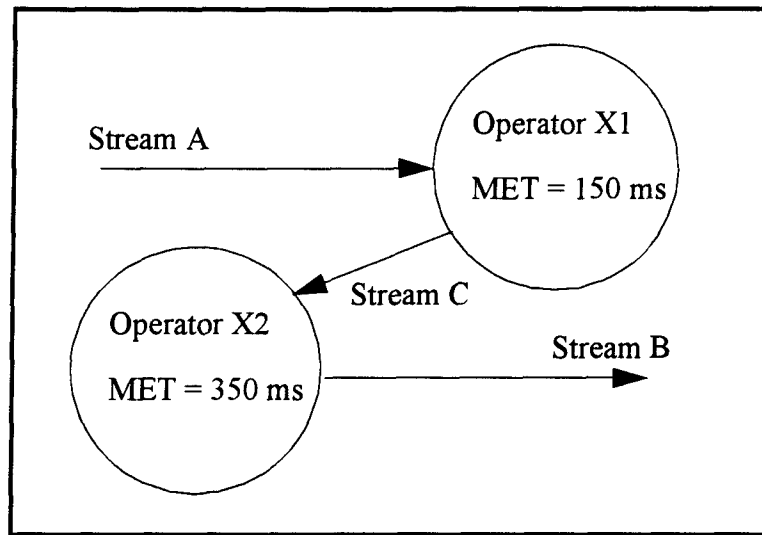 Stream A
Operator X1
MET = 150 ms
Stream C
Operator X2
MET = 350 ms
Stream B